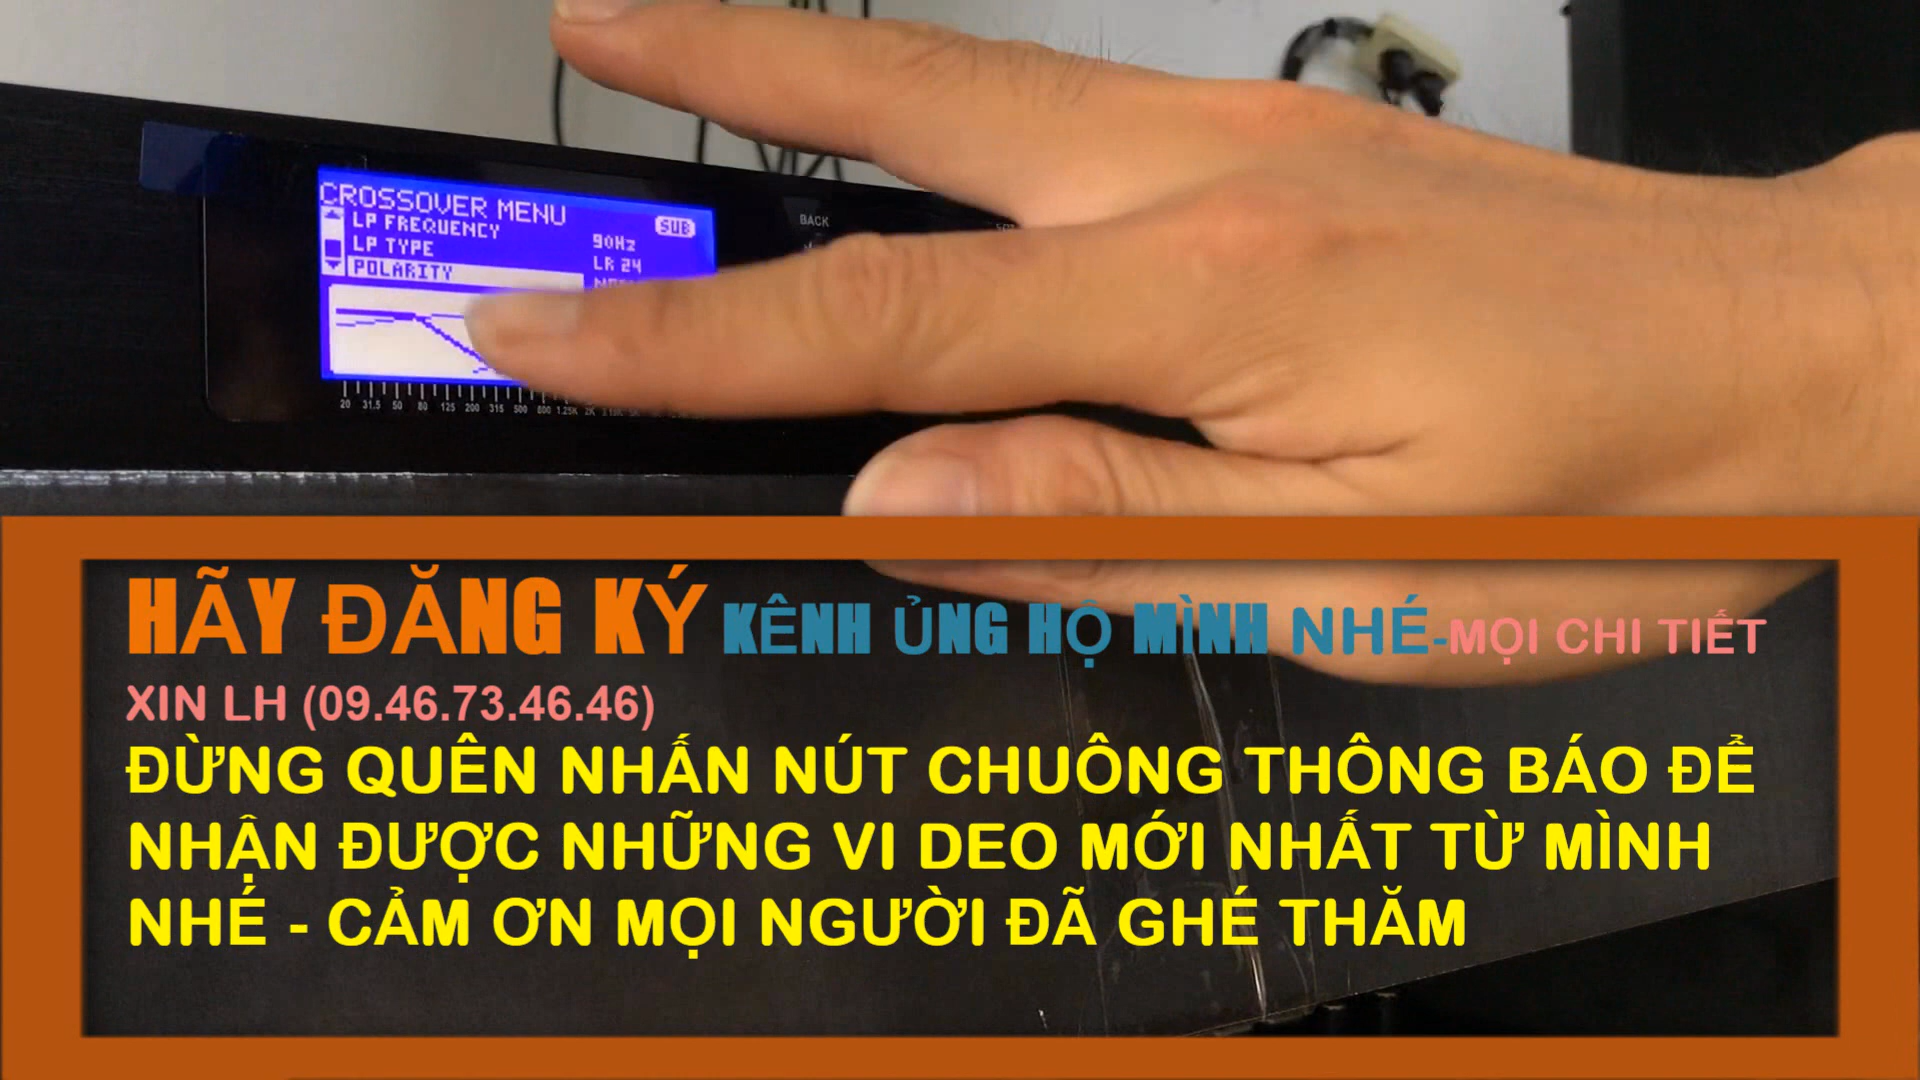 CROSSOVER MENU
SUB
LP FREQUENCY 90Hz
LP TYPE LR 24
POLARITY
BACK
20 31.5 50 80 125 200 315 500 800 1.25K 2K
HÃY ĐĂNG KÝ KÊNH ỦNG HỘ MÌNH NHÉ-MỌI CHI TIẾT
XIN LH (09.46.73.46.46)
ĐỪNG QUÊN NHẤN NÚT CHUÔNG THÔNG BÁO ĐỂ
NHẬN ĐƯỢC NHỮNG VI DEO MỚI NHẤT TỪ MÌNH
NHÉ - CẢM ƠN MỌI NGƯỜI ĐÃ GHÉ THĂM